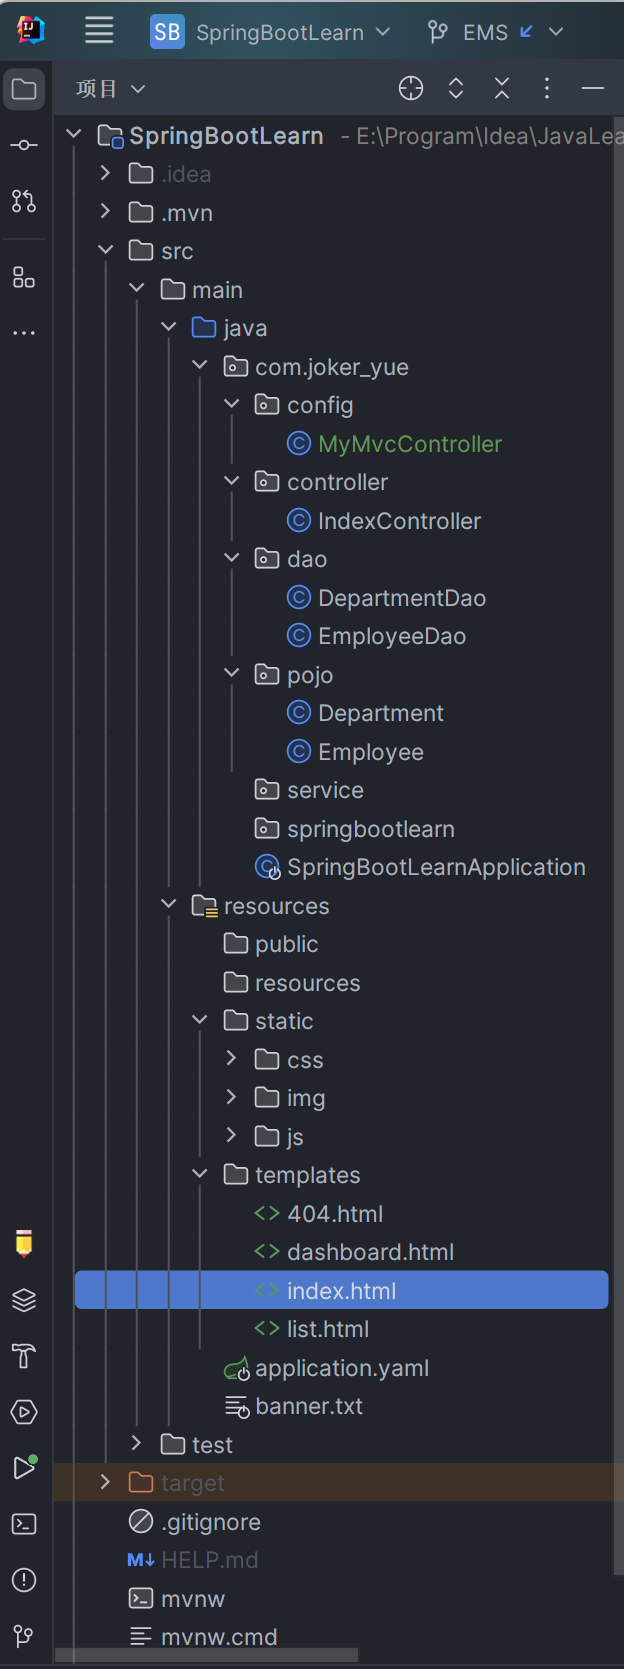 SB SpringBootLearn EMS
项目
SpringBootLearn - E:\Program\Idea\JavaLea
.idea
.mvn
src
main
java
com.joker_yue
config
MyMvcController
controller
IndexController
dao
DepartmentDao
EmployeeDao
pojo
Department
Employee
service
springbootlearn
SpringBootLearnApplication
resources
public
resources
static
css
img
js
templates
404.html
dashboard.html
index.html
list.html
application.yaml
banner.txt
test
target
.gitignore
HELP.md
mvnw
mvnw.cmd